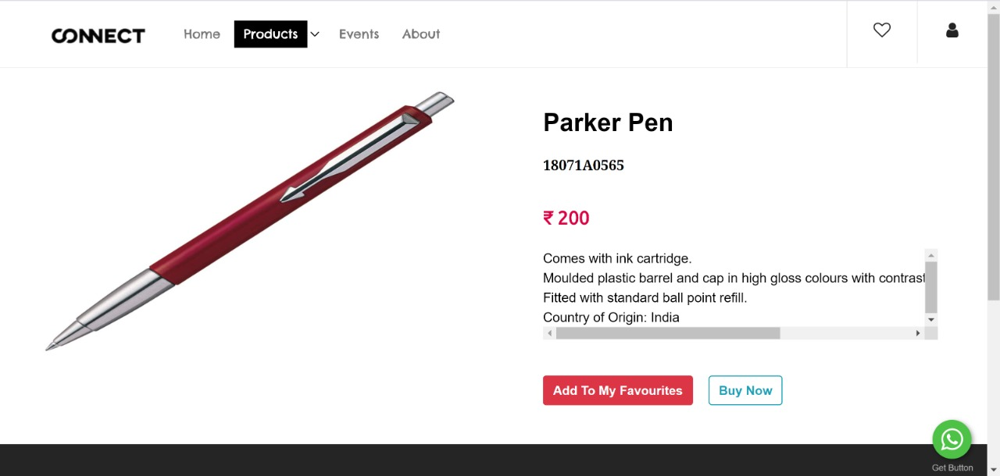 CONNECT
Home Products Events About
Parker Pen
18071A0565
₹ 200
Comes with ink cartridge.
Moulded plastic barrel and cap in high gloss colours with contrast
Fitted with standard ball point refill.
Country of Origin: India
Add To My Favourites Buy Now
Get Button